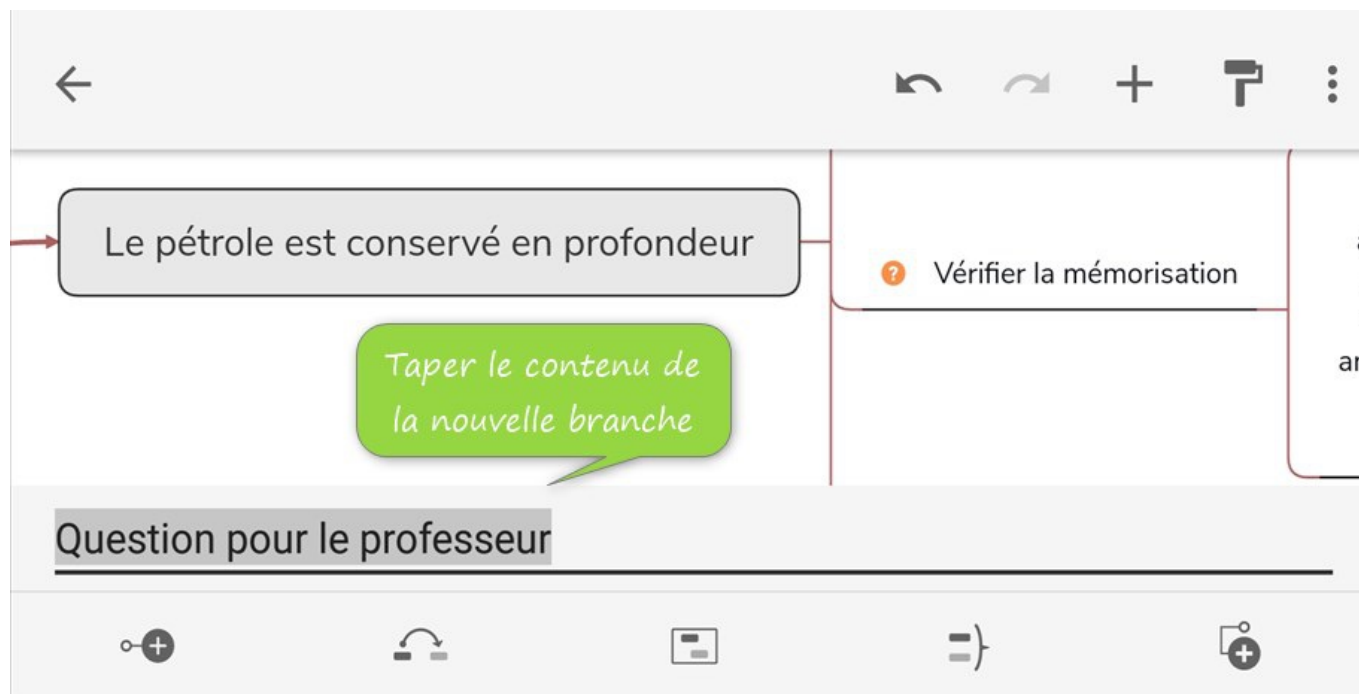 Le pétrole est conservé en profondeur
Vérifier la mémorisation
Taper le contenu de
la nouvelle branche
Question pour le professeur